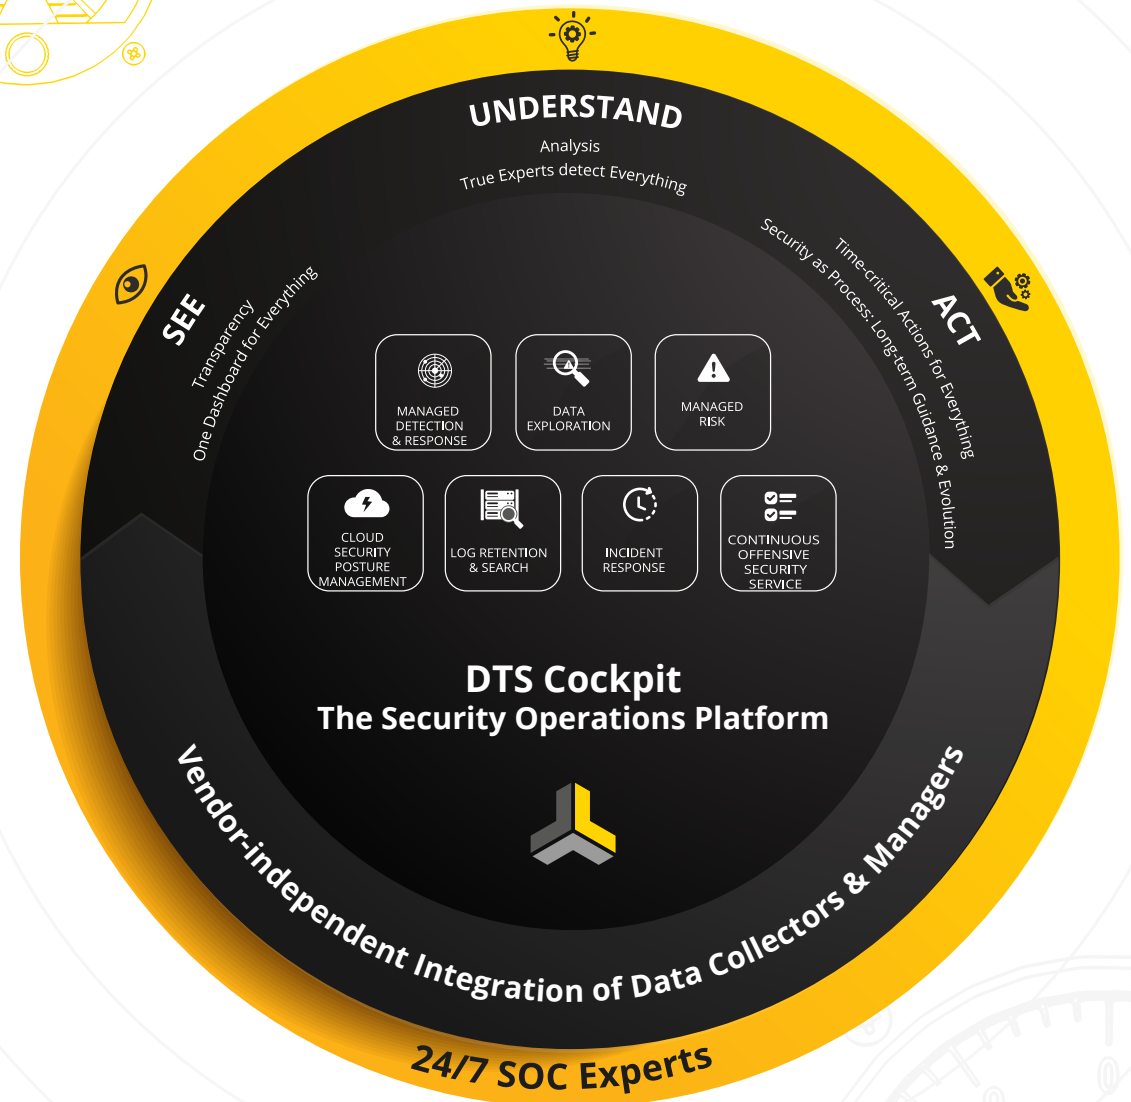 UNDERSTAND
Analysis
True Experts detect Everything
SEE
Transparency
One Dashboard for Everything
ACT
Time-critical Actions for Everything
Security as Process: Long-term Guidance & Evolution
MANAGED
DETECTION
& RESPONSE
DATA
EXPLORATION
MANAGED
RISK
CLOUD
SECURITY
POSTURE
MANAGEMENT
LOG RETENTION
& SEARCH
INCIDENT
RESPONSE
CONTINUOUS
OFFENSIVE
SECURITY
SERVICE
DTS Cockpit
The Security Operations Platform
Vendor-independent Integration of Data Collectors & Managers
24/7 SOC Experts